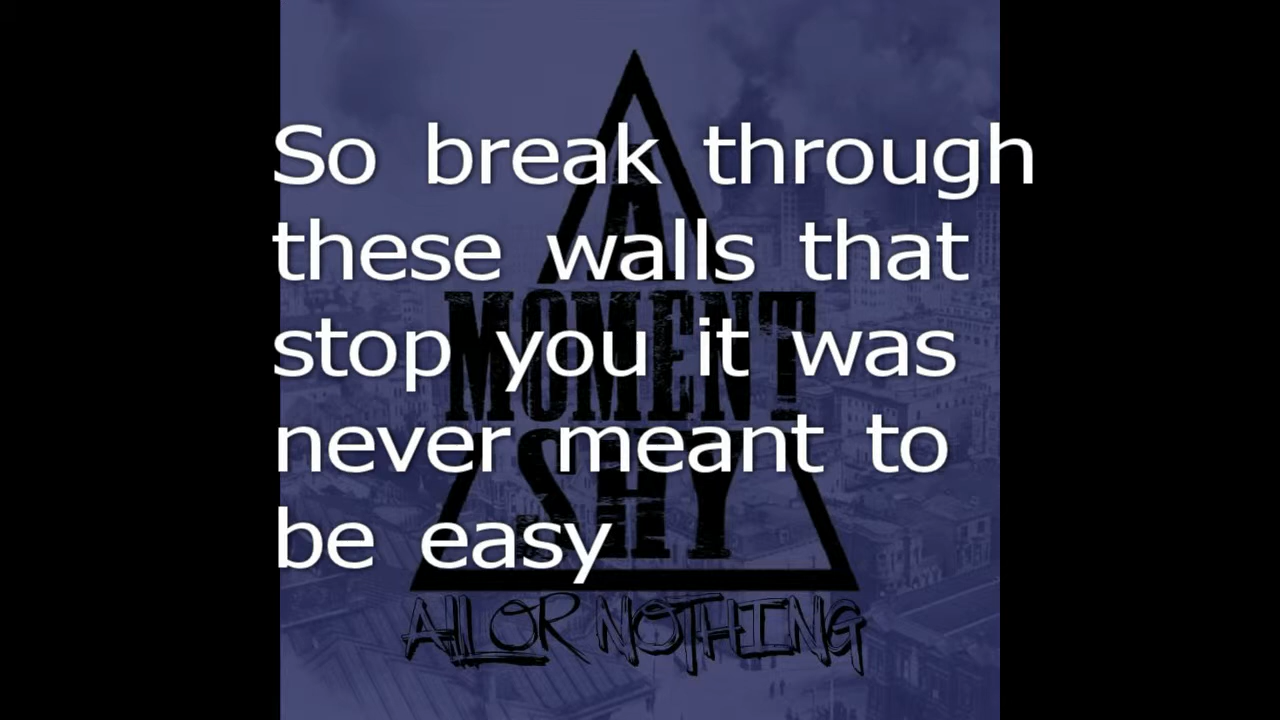 So break through
these walls that
stop you it was
never meant to
be easy
A
MOMENT
SHY
ALL OR NOTHING